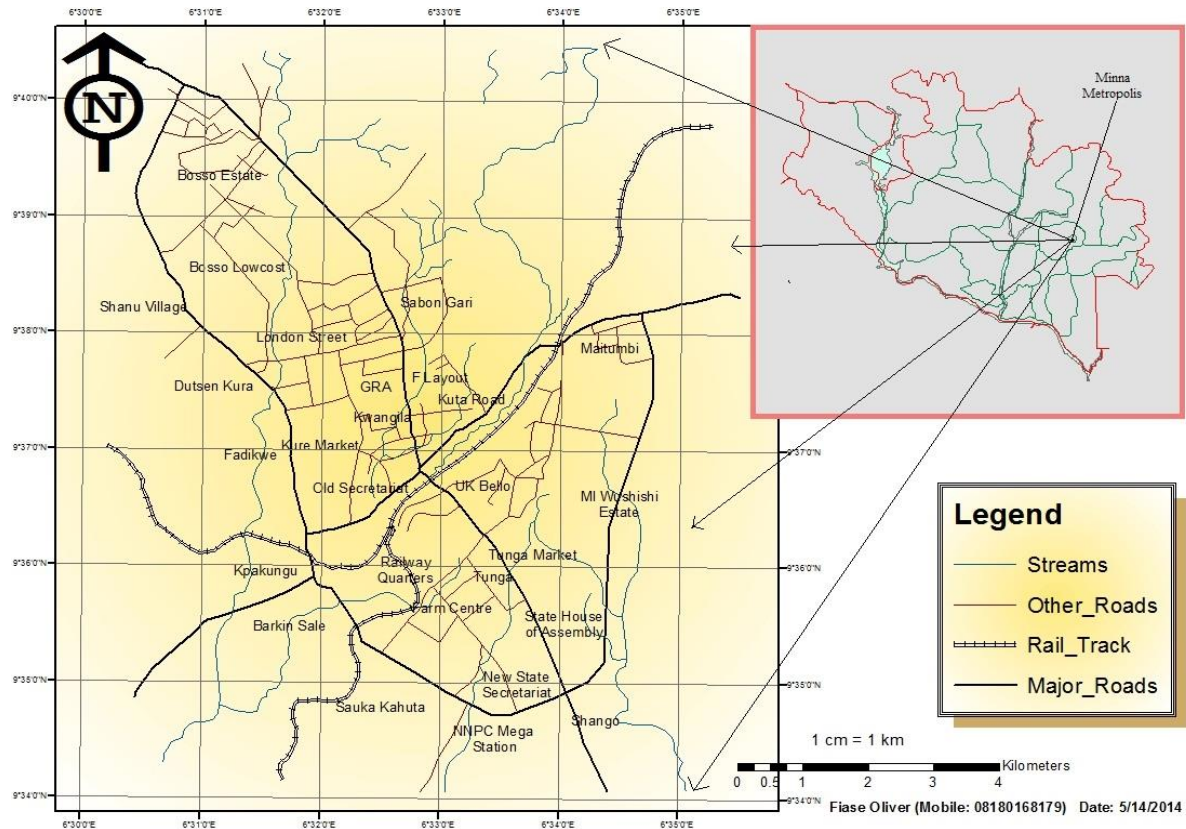 6°30'0"E 6°31'0"E 6°32'0"E 6°33'0"E 6°34'0"E 6°35'0"E
N
Minna
Metropolis
9°40'0"N
Bosso Estate
9°39'0"N
Bosso Lowcost
Shanu Village
Sabon Gari
9°38'0"N
London Street
Maitumbi
Dutsen Kura
GRA
F Layout
Kuta Road
Kwangila
9°37'0"N
9°37'0"N
Kure Market
Fadikwe
Old Secretariat
UK Bello
MI Wushishi
Estate
9°36'0"N
9°36'0"N
Kpakungu
Railway
Quarters
Tunga Market
Tunga
Farm Centre
Barkin Sale
State House
of Assembly
9°35'0"N
9°35'0"N
New State
Secretariat
Sauka Kahuta
NNPC Mega
Station
Shango
9°34'0"N
9°34'0"N
6°30'0"E 6°31'0"E 6°32'0"E 6°33'0"E 6°34'0"E 6°35'0"E
Legend
Streams
Other_Roads
Rail_Track
Major_Roads
1 cm = 1 km
Kilometers
0 0.5 1 2 3 4
Fiase Oliver (Mobile: 08180168179) Date: 5/14/2014